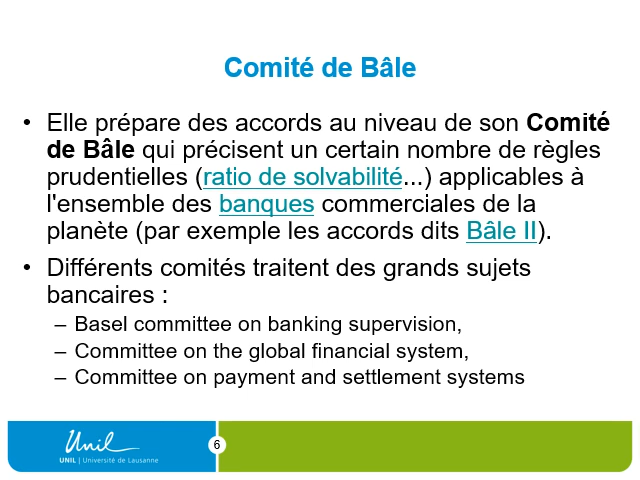 Comité de Bâle
• Elle prépare des accords au niveau de son Comité
de Bâle qui précisent un certain nombre de règles
prudentielles (ratio de solvabilité...) applicables à
l'ensemble des banques commerciales de la
planète (par exemple les accords dits Bâle II).
• Différents comités traitent des grands sujets
bancaires :
– Basel committee on banking supervision,
– Committee on the global financial system,
– Committee on payment and settlement systems
Unil
UNIL | Université de Lausanne
6